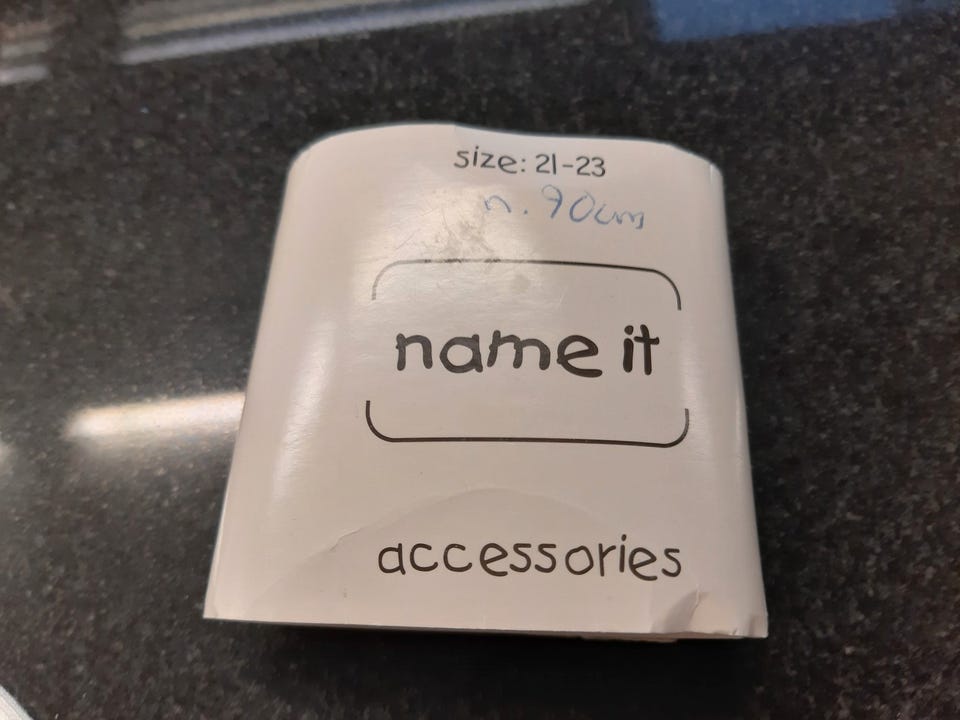 size: 21-23
n. 90cm
name it
accessories